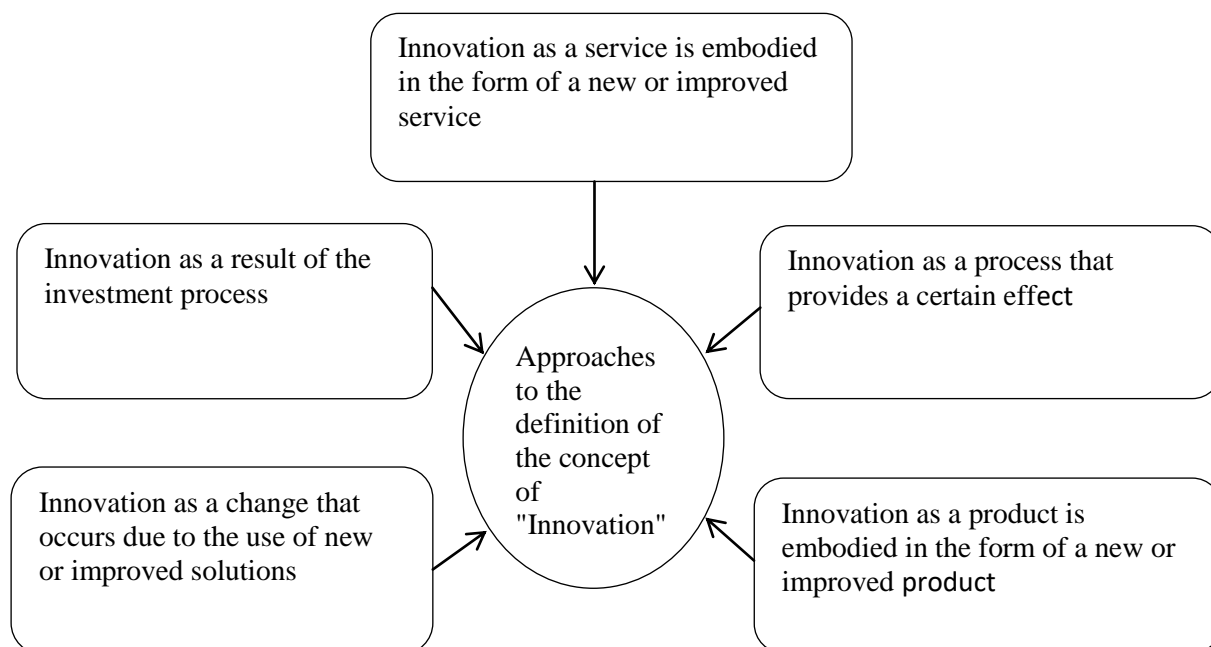 Innovation as a service is embodied
in the form of a new or improved
service
Innovation as a result of the
investment process
Innovation as a process that
provides a certain effect
Approaches
to the
definition of
the concept
of
"Innovation"
Innovation as a change that
occurs due to the use of new
or improved solutions
Innovation as a product is
embodied in the form of a new or
improved product